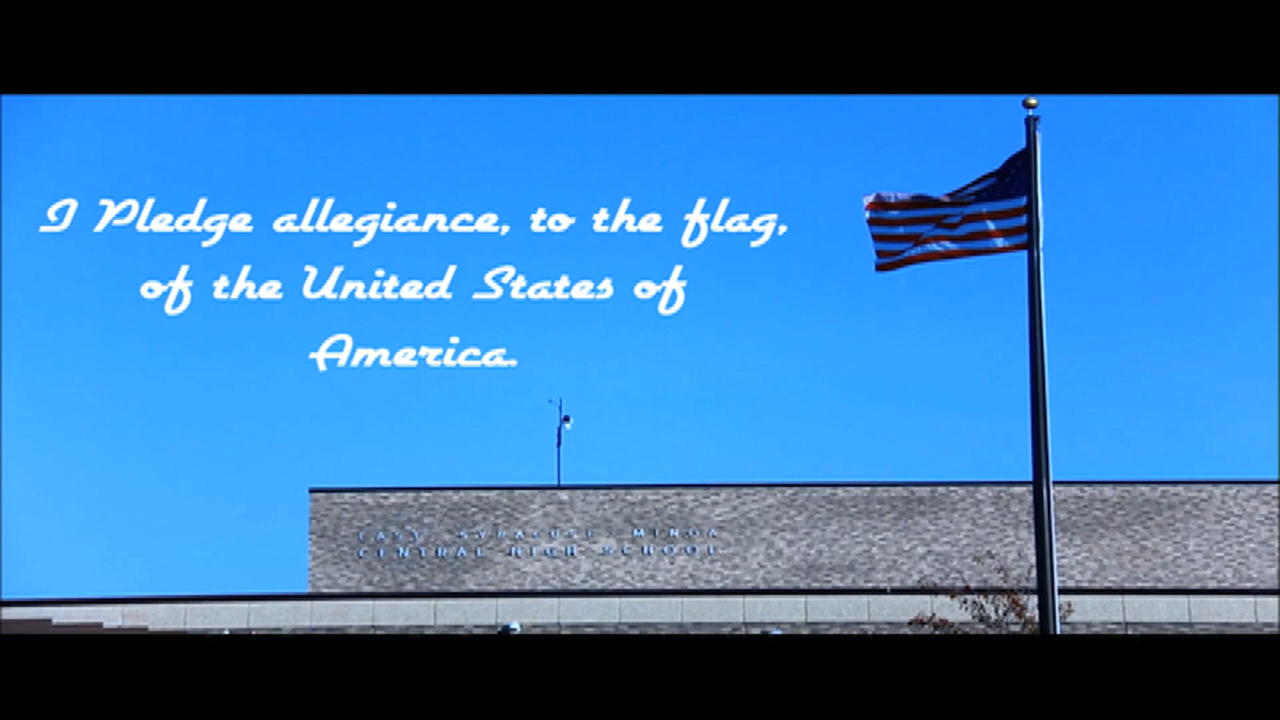 I Pledge allegiance, to the flag,
of the United States of
America.
EAST SYRACUSE MINOA
CENTRAL HIGH SCHOOL